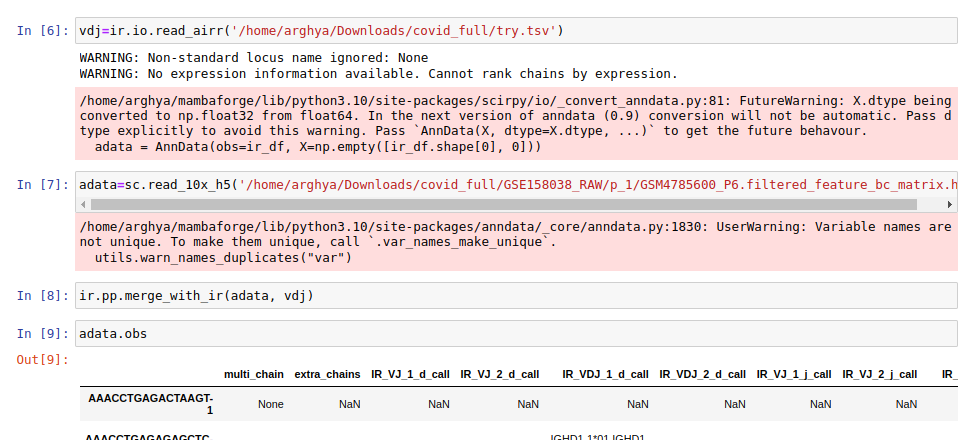 In [6]: vdj=ir.io.read_airr('/home/arghya/Downloads/covid_full/try.tsv')
WARNING: Non-standard locus name ignored: None
WARNING: No expression information available. Cannot rank chains by expression.
/home/arghya/mambaforge/lib/python3.10/site-packages/scirpy/io/_convert_anndata.py:81: FutureWarning: X.dtype being
converted to np.float32 from float64. In the next version of anndata (0.9) conversion will not be automatic. Pass d
type explicitly to avoid this warning. Pass `AnnData(X, dtype=X.dtype, ...)` to get the future behavour.
adata = AnnData(obs=ir_df, X=np.empty([ir_df.shape[0], 0]))
In [7]: adata=sc.read_10x_h5('/home/arghya/Downloads/covid_full/GSE158038_RAW/p_1/GSM4785600_P6.filtered_feature_bc_matrix.h
/home/arghya/mambaforge/lib/python3.10/site-packages/anndata/_core/anndata.py:1830: UserWarning: Variable names are
not unique. To make them unique, call `.var_names_make_unique`.
utils.warn_names_duplicates("var")
In [8]: ir.pp.merge_with_ir(adata, vdj)
In [9]: adata.obs
Out[9]:
multi_chain extra_chains IR_VJ_1_d_call IR_VJ_2_d_call IR_VDJ_1_d_call IR_VDJ_2_d_call IR_VJ_1_j_call IR_VJ_2_j_call IR_
AAACCTGAGACTAAGT-
1 None NaN NaN NaN NaN NaN NaN NaN
AAACCTGAGAGAGCTC- IGHD1-1*01,IGHD1-